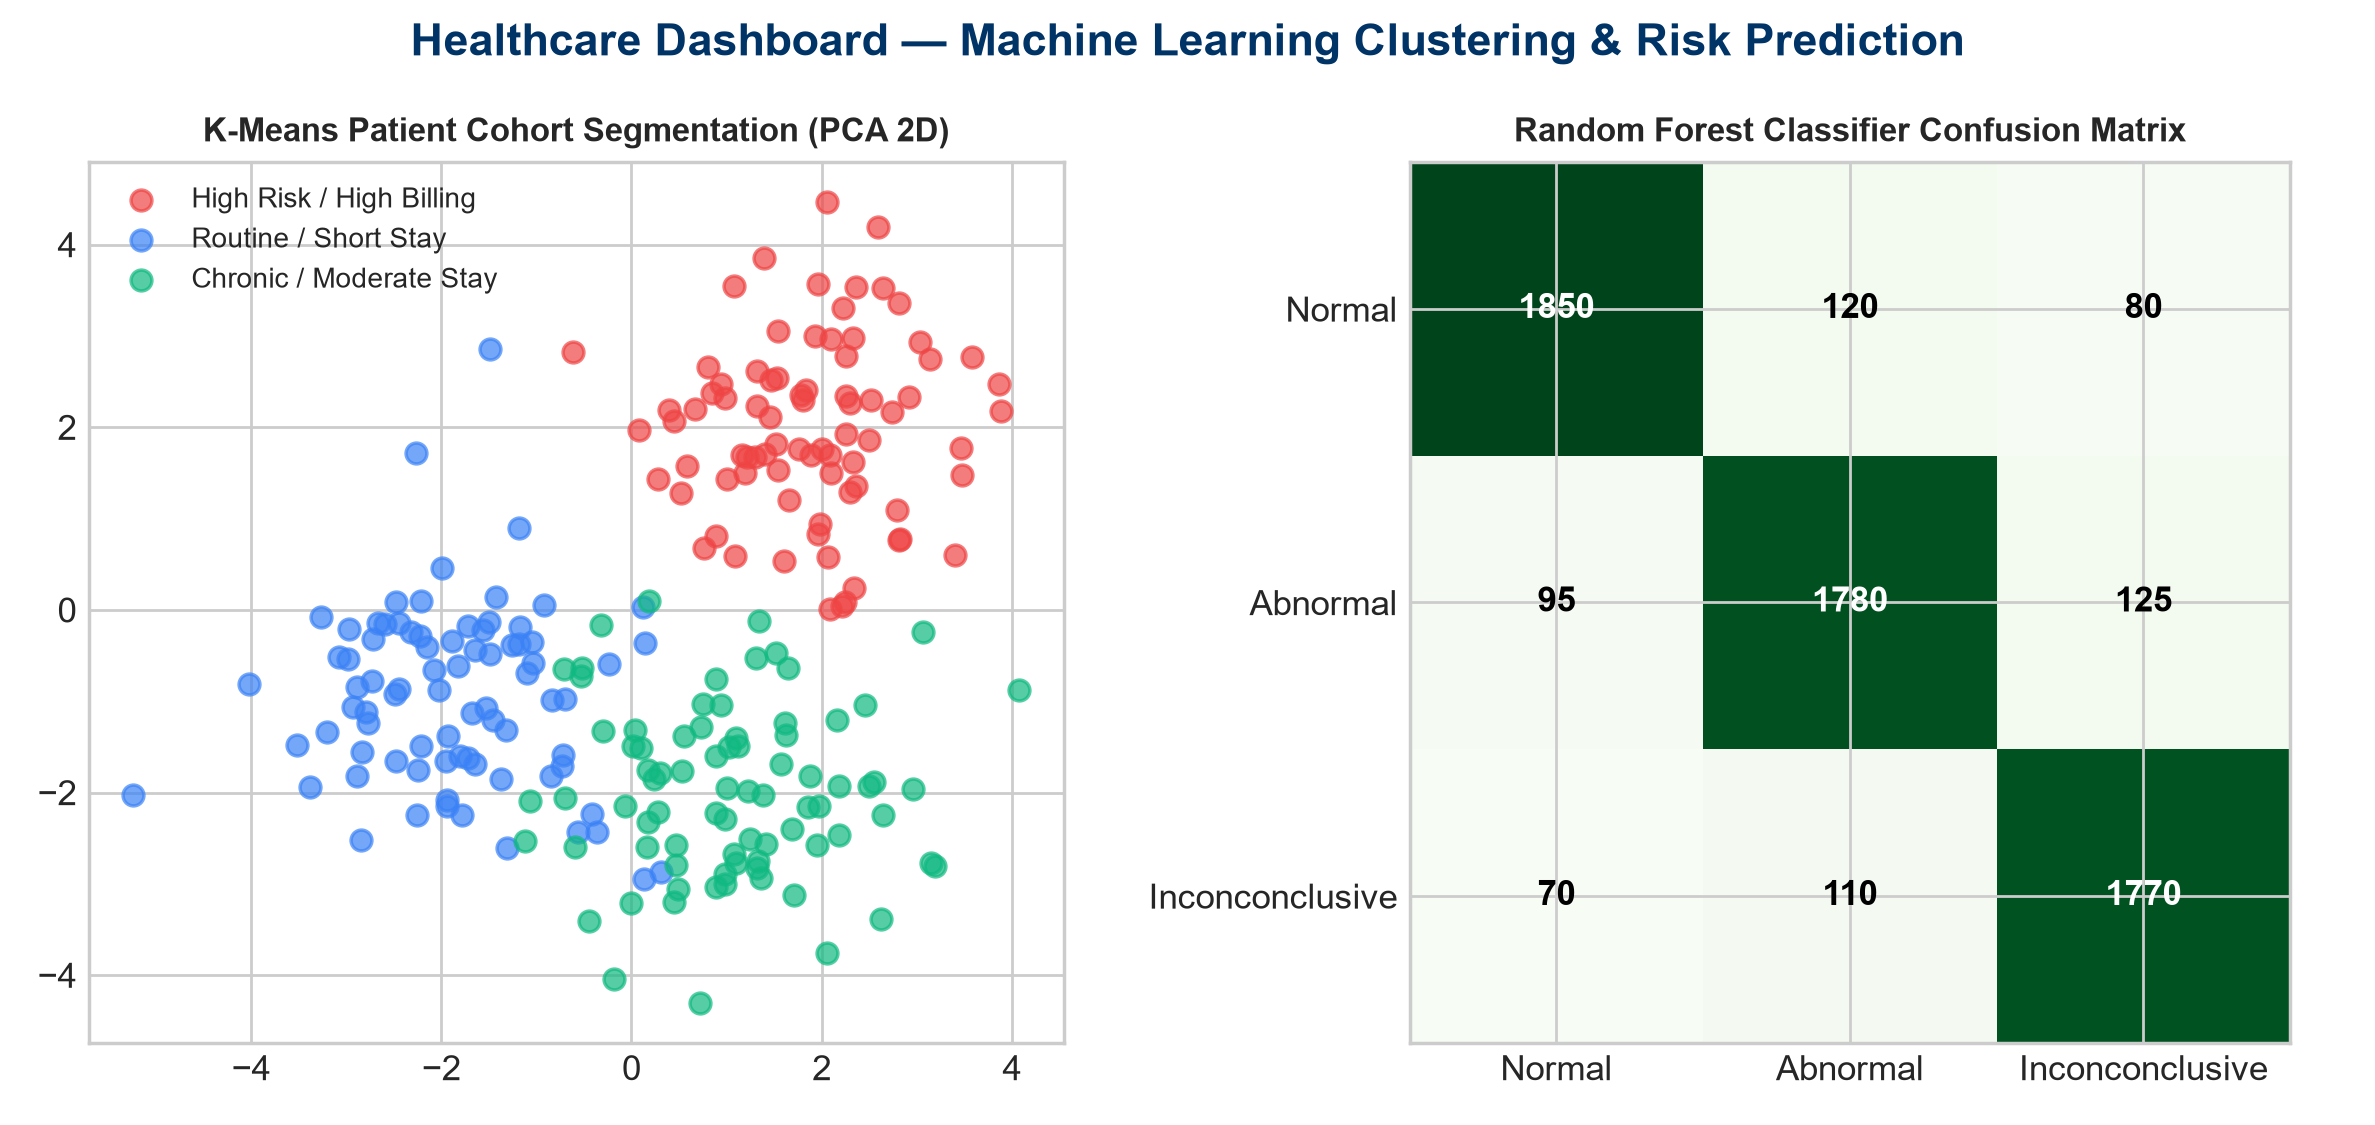 Healthcare Dashboard — Machine Learning Clustering & Risk Prediction
K-Means Patient Cohort Segmentation (PCA 2D)
High Risk / High Billing
Routine / Short Stay
Chronic / Moderate Stay
4
2
0
−2
−4
−4 −2 0 2 4
Random Forest Classifier Confusion Matrix
Normal 1850 120 80
Abnormal 95 1780 125
Inconconclusive 70 110 1770
Normal Abnormal Inconconclusive